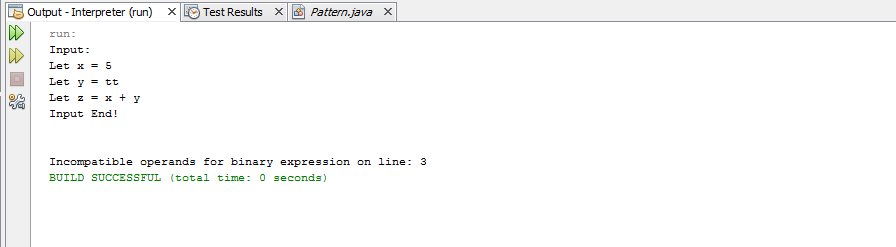 Output - Interpreter (run) Test Results Pattern.java
run:
Input:
Let x = 5
Let y = tt
Let z = x + y
Input End!
Incompatible operands for binary expression on line: 3
BUILD SUCCESSFUL (total time: 0 seconds)